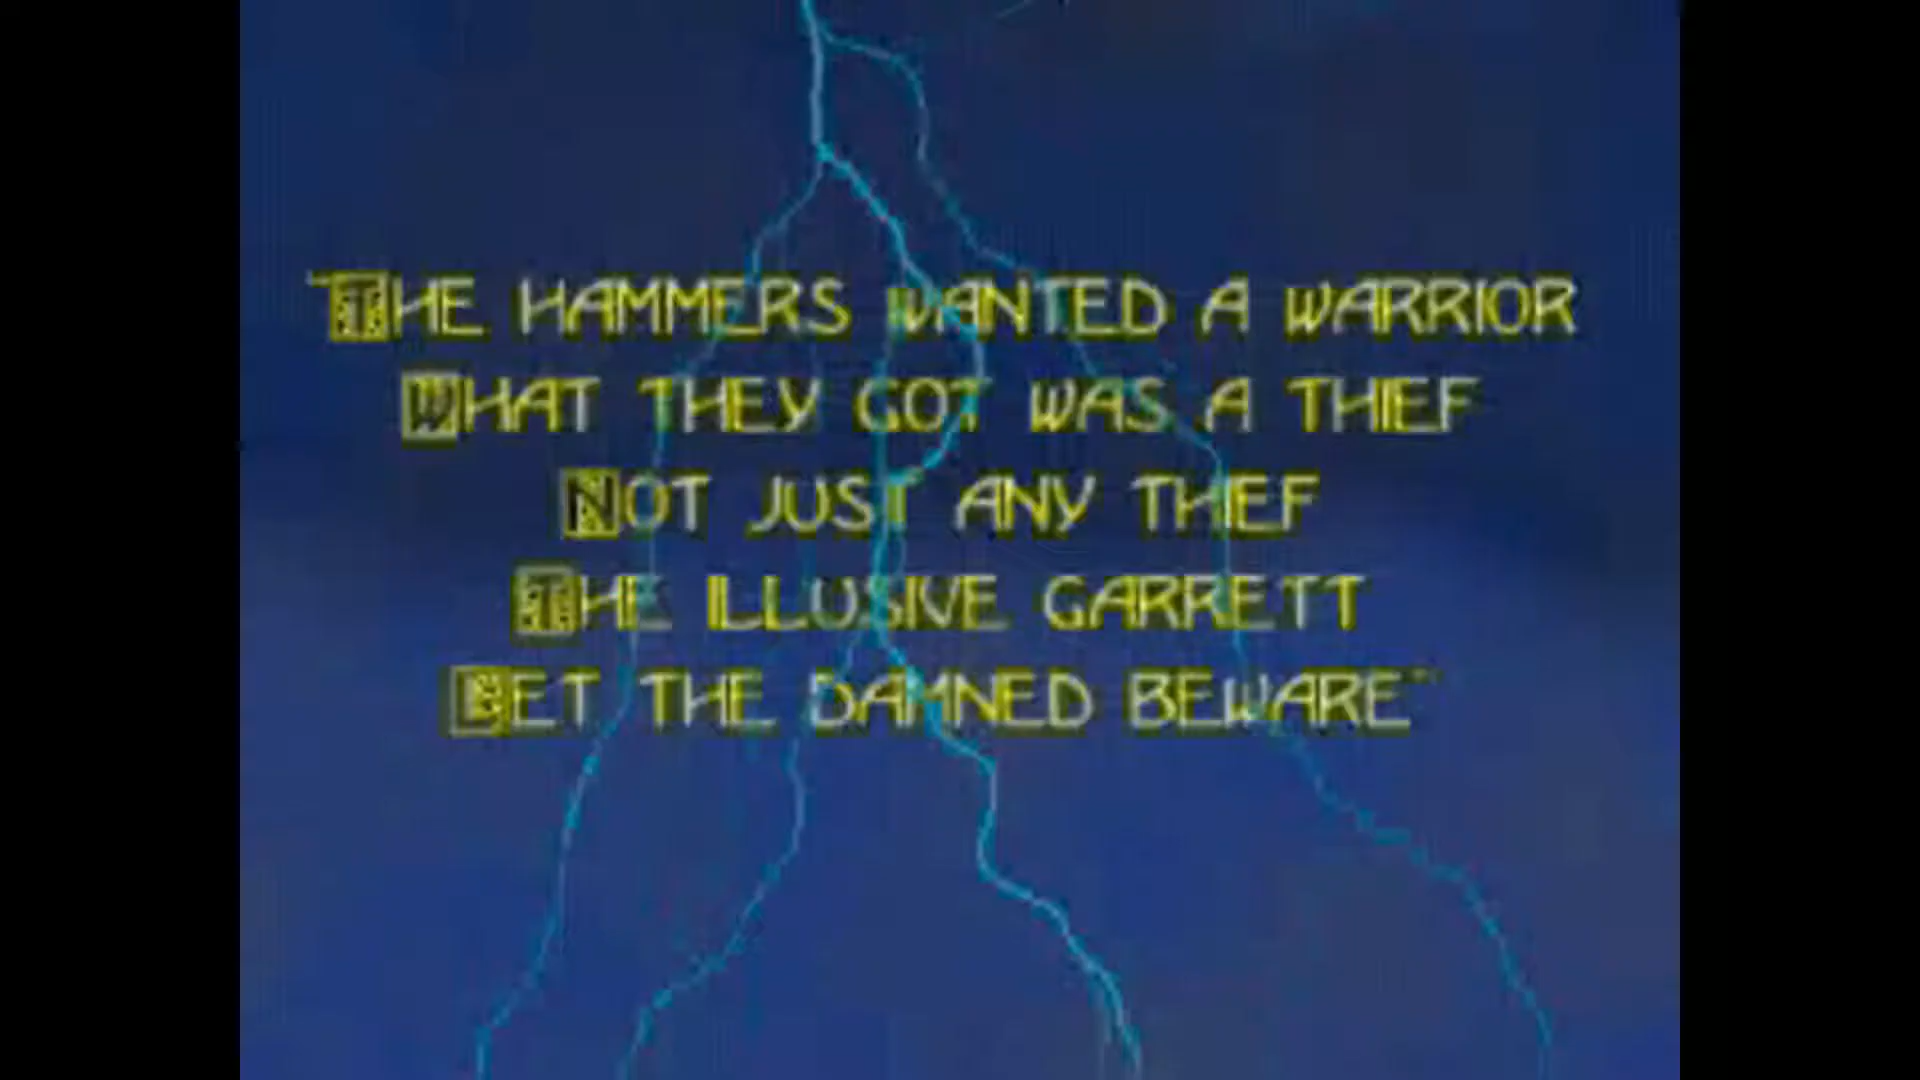 "THE HAMMERS WANTED A WARRIOR
WHAT THEY GOT WAS A THIEF
NOT JUST ANY THIEF
THE ILLUSIVE GARRETT
LET THE DAMNED BEWARE"